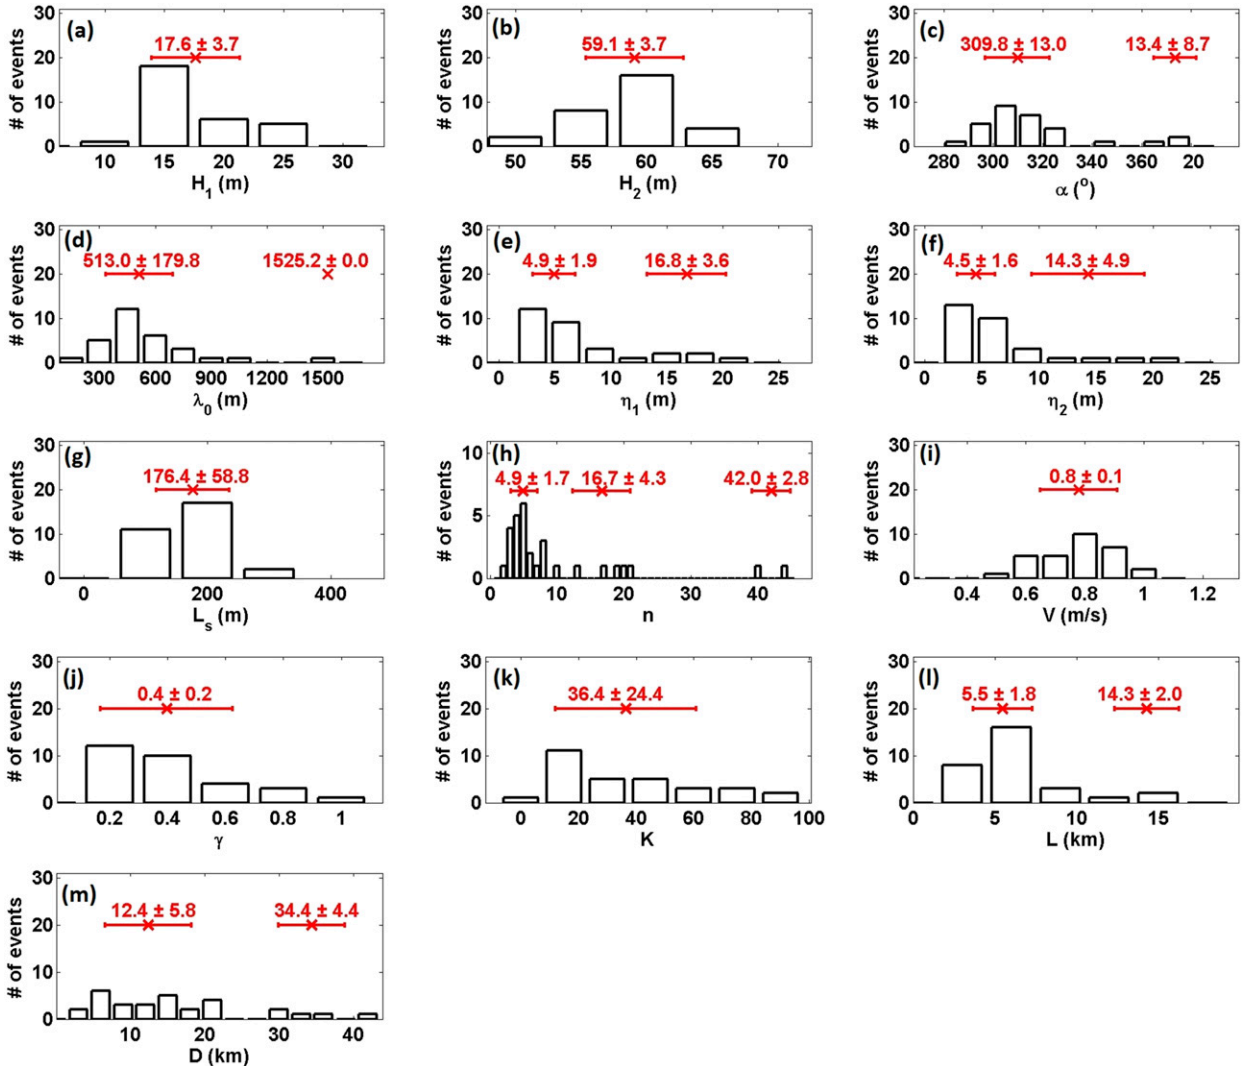 (a)
17.6 ± 3.7
# of events
30
20
10
0
10 15 20 25 30
H1 (m)
(b)
59.1 ± 3.7
# of events
30
20
10
0
50 55 60 65 70
H2 (m)
(c)
309.8 ± 13.0 13.4 ± 8.7
# of events
30
20
10
0
280 300 320 340 360 20
α (o)
(d)
513.0 ± 179.8 1525.2 ± 0.0
# of events
30
20
10
0
300 600 900 1200 1500
λ0 (m)
(e)
4.9 ± 1.9 16.8 ± 3.6
# of events
30
20
10
0
0 5 10 15 20 25
η1 (m)
(f)
4.5 ± 1.6 14.3 ± 4.9
# of events
30
20
10
0
0 5 10 15 20 25
η2 (m)
(g)
176.4 ± 58.8
# of events
30
20
10
0
0 200 400
Ls (m)
(h)
4.9 ± 1.7 16.7 ± 4.3 42.0 ± 2.8
# of events
10
5
0
0 10 20 30 40
n
(i)
0.8 ± 0.1
# of events
30
20
10
0
0.4 0.6 0.8 1 1.2
V (m/s)
(j)
0.4 ± 0.2
# of events
30
20
10
0
0.2 0.4 0.6 0.8 1
γ
(k)
36.4 ± 24.4
# of events
30
20
10
0
0 20 40 60 80 100
K
(l)
5.5 ± 1.8 14.3 ± 2.0
# of events
30
20
10
0
0 5 10 15
L (km)
(m)
12.4 ± 5.8 34.4 ± 4.4
# of events
30
20
10
0
10 20 30 40
D (km)